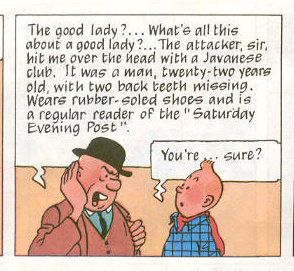 The good lady?... What's all this
about a good lady?...The attacker, sir,
hit me over the head with a Javanese
club. It was a man, twenty-two years
old, with two back teeth missing.
Wears rubber-soled shoes and is
a regular reader of the "Saturday
Evening Post".
You're ... sure?